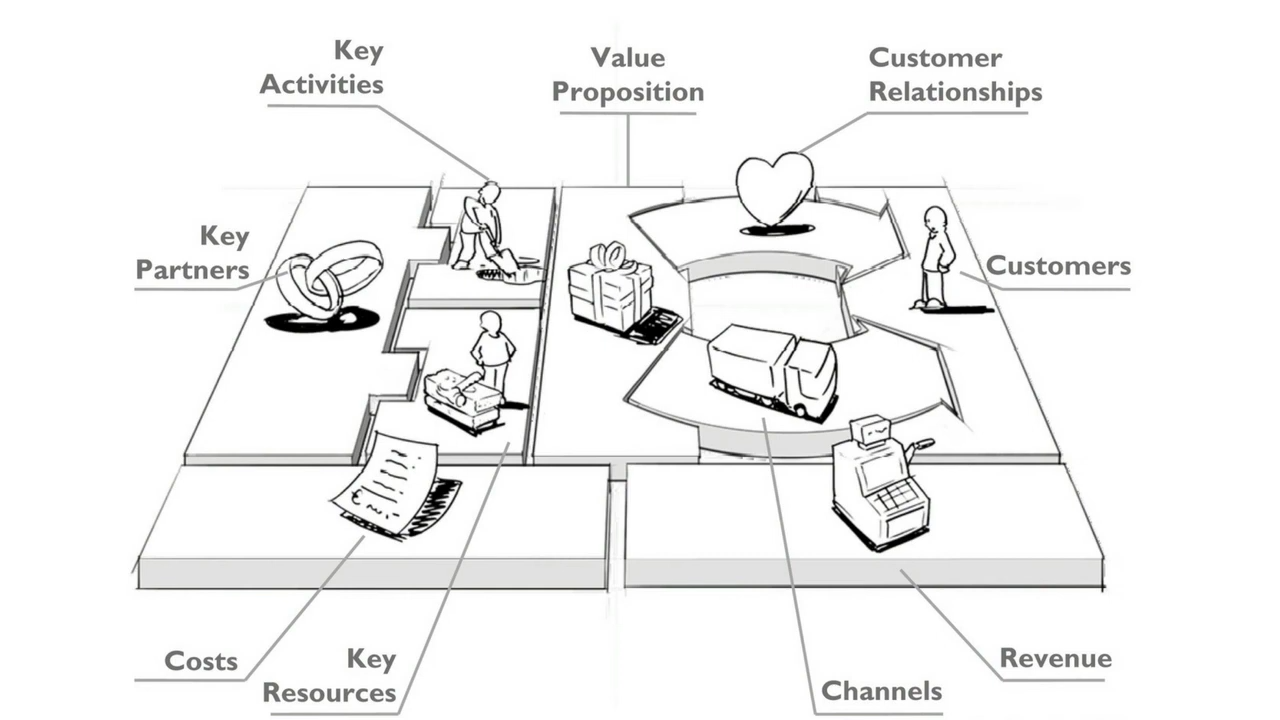 Key
Activities
Value
Proposition
Customer
Relationships
Key
Partners
Customers
Costs
Key
Resources
Channels
Revenue